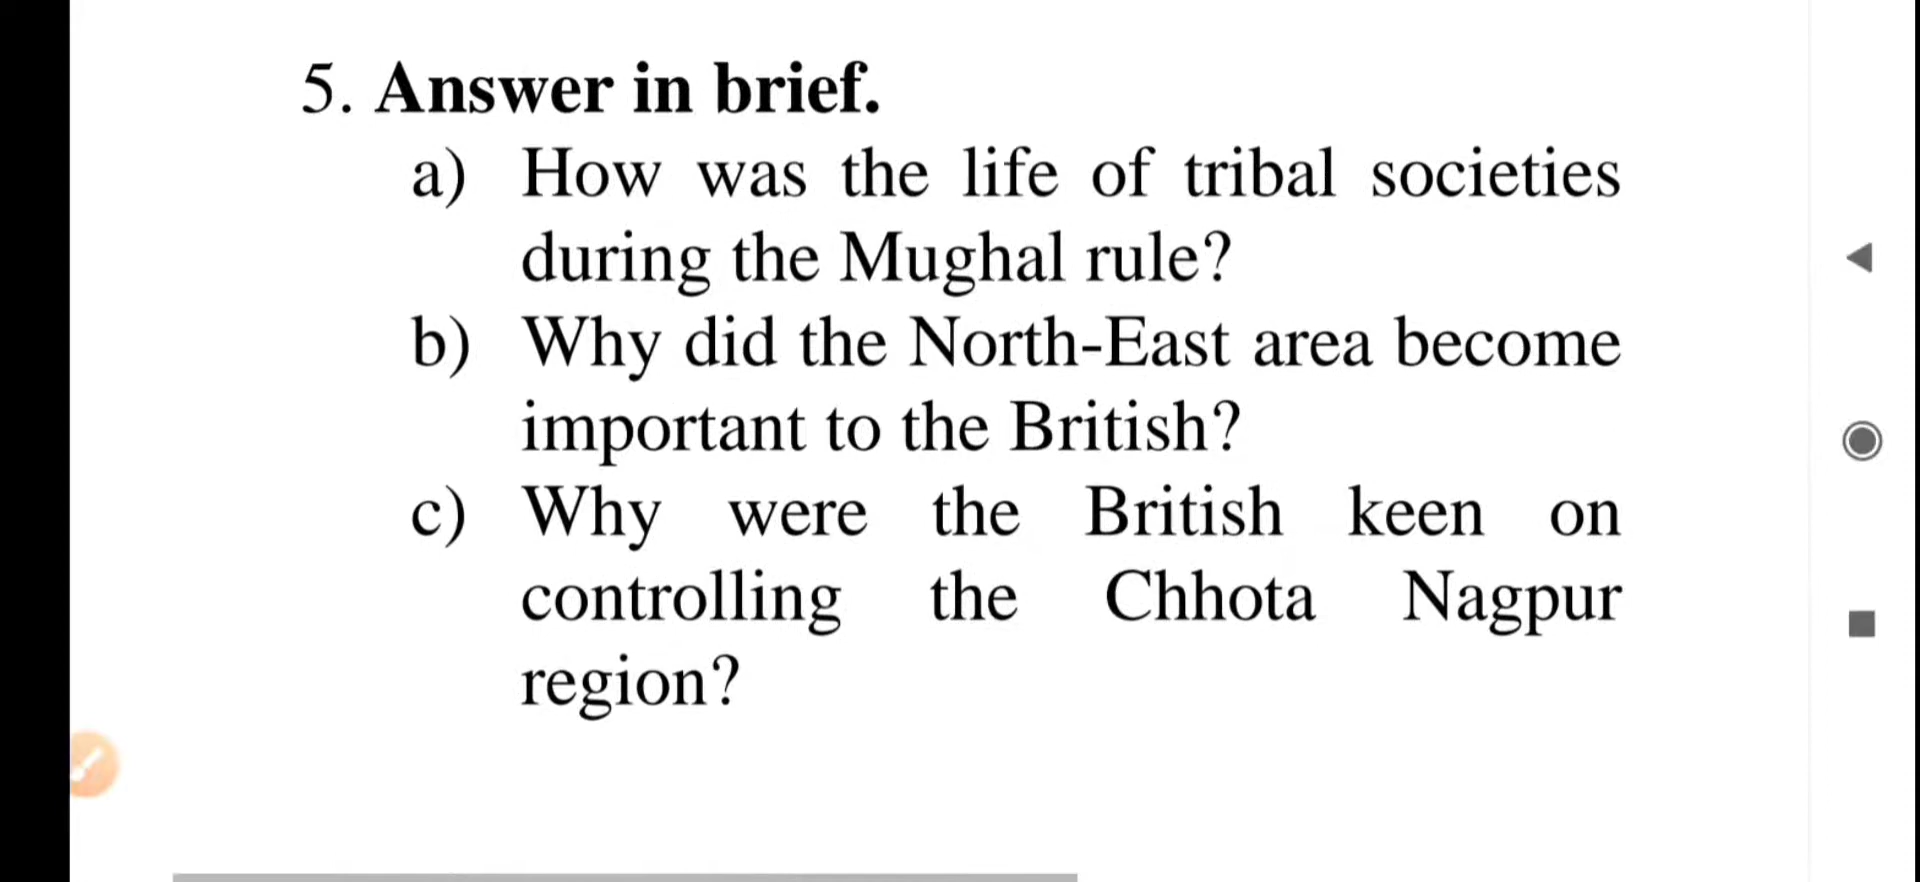 5. Answer in brief.
a) How was the life of tribal societies
during the Mughal rule?
b) Why did the North-East area become
important to the British?
c) Why were the British keen on
controlling the Chhota Nagpur
region?